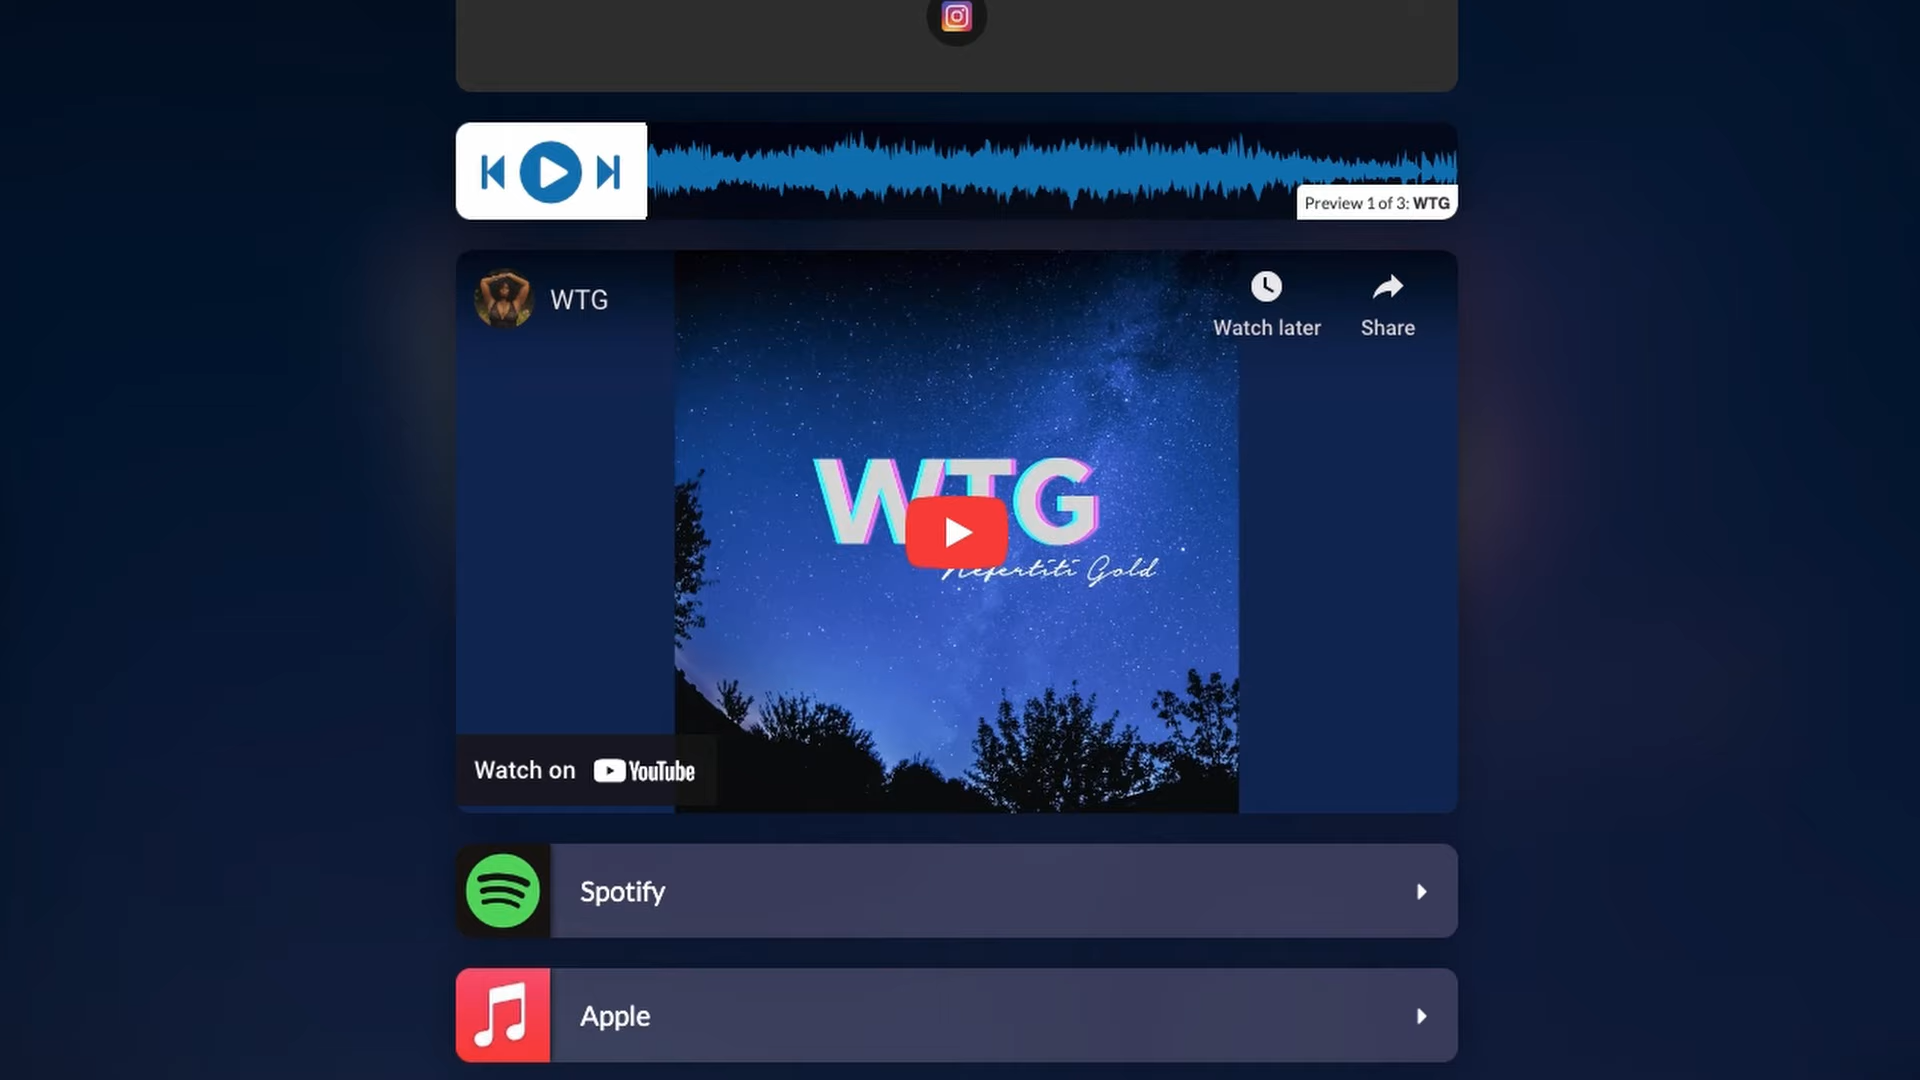 Preview 1 of 3: WTG
WTG
Watch later
Share
WTG
Nefertiti Gold
Watch on YouTube
Spotify
Apple